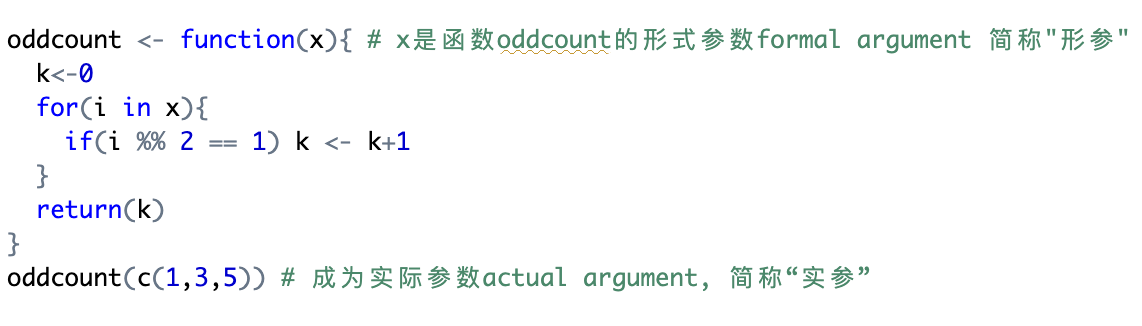 oddcount <- function(x){ # x是函数oddcount的形式参数formal argument 简称"形参"
  k<-0
  for(i in x){
    if(i %% 2 == 1) k <- k+1
  }
  return(k)
}
oddcount(c(1,3,5)) # 成为实际参数actual argument, 简称“实参”